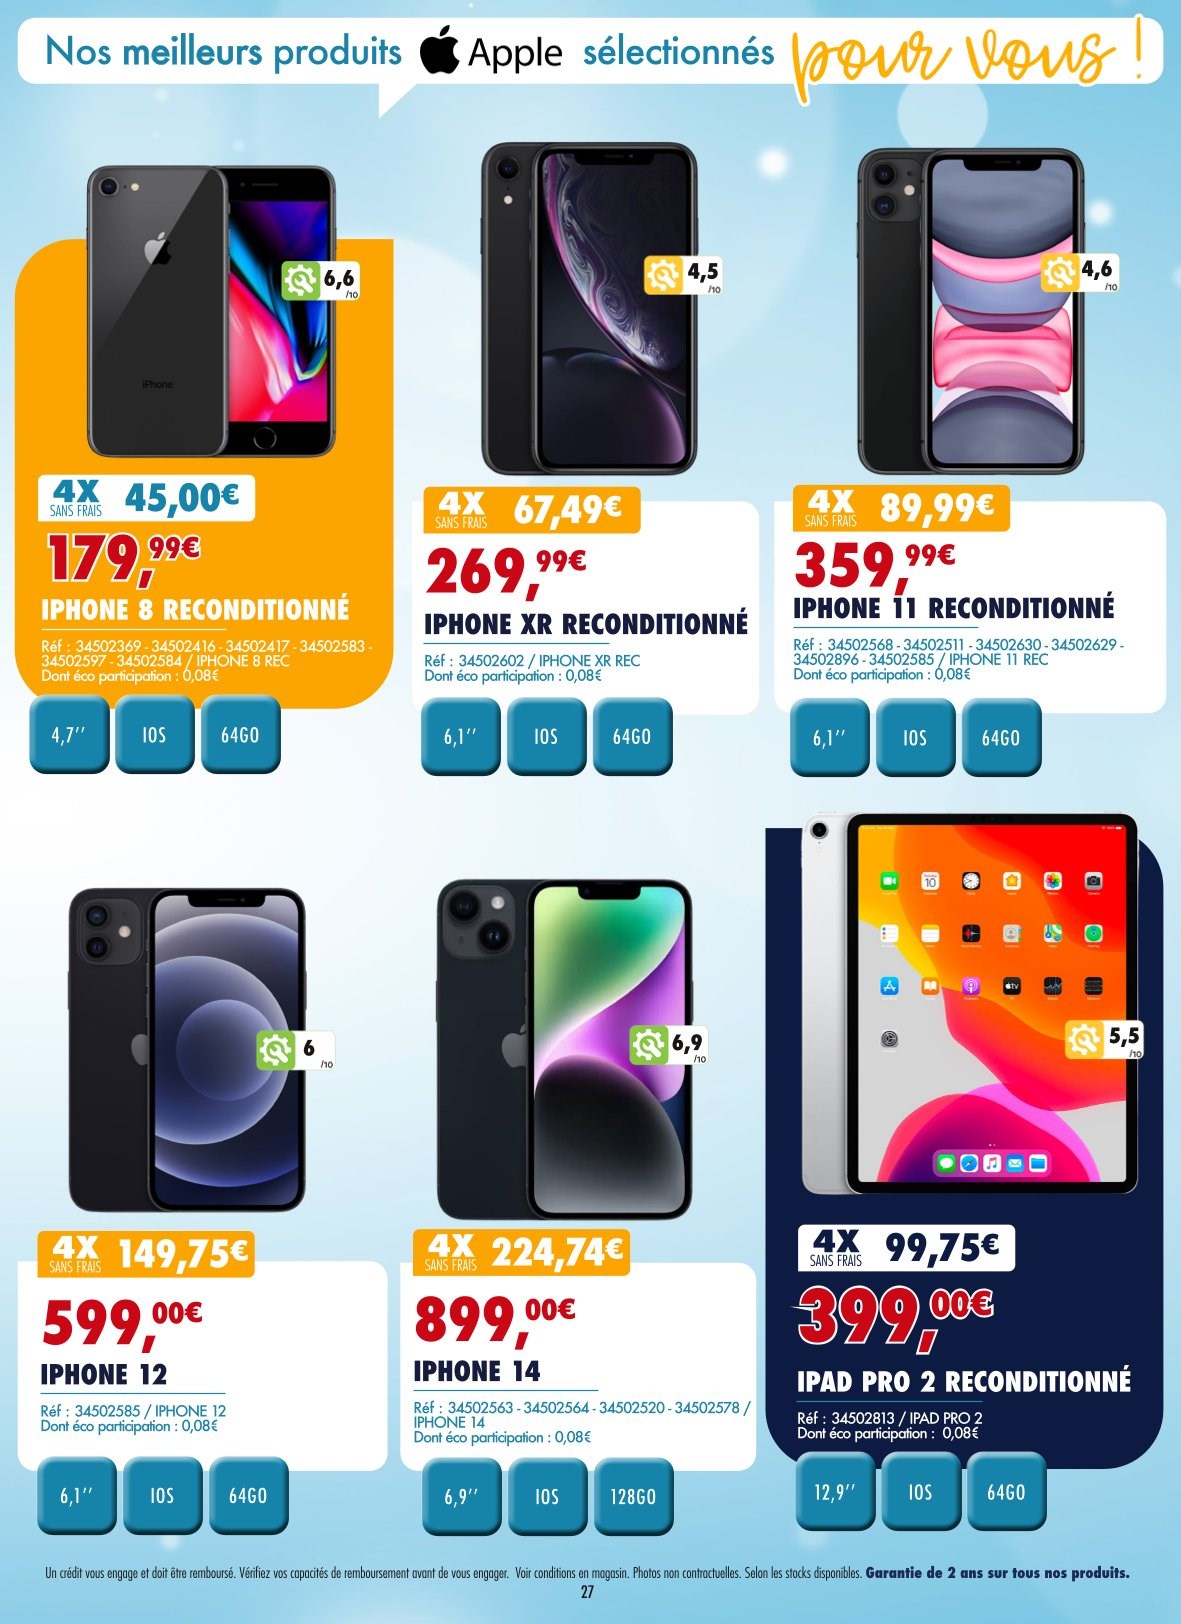 Nos meilleurs produits Apple sélectionnés pour vous !
iPhone
6,6
/10
4,5
/10
4,6
/10
4X
SANS FRAIS
45,00€
179,99€
IPHONE 8 RECONDITIONNÉ
Réf : 34502369 - 34502416 - 34502417 - 34502583 -
34502597 - 34502584 / IPHONE 8 REC
Dont éco participation : 0,08€
4,7’’
IOS
64GO
4X
SANS FRAIS
67,49€
269,99€
IPHONE XR RECONDITIONNÉ
Réf : 34502602 / IPHONE XR REC
Dont éco participation : 0,08€
6,1’’
IOS
64GO
4X
SANS FRAIS
89,99€
359,99€
IPHONE 11 RECONDITIONNÉ
Réf : 34502568 - 34502511 - 34502630 - 34502629 -
34502896 - 34502585 / IPHONE 11 REC
Dont éco participation : 0,08€
6,1’’
IOS
64GO
6
/10
4X
SANS FRAIS
149,75€
599,00€
IPHONE 12
Réf : 34502585 / IPHONE 12
Dont éco participation : 0,08€
6,1’’
IOS
64GO
6,9
/10
4X
SANS FRAIS
224,74€
899,00€
IPHONE 14
Réf : 34502563 - 34502564 - 34502520 - 34502578 /
IPHONE 14
Dont éco participation : 0,08€
6,9’’
IOS
128GO
10
tv
5,5
/10
4X
SANS FRAIS
99,75€
399,00€
IPAD PRO 2 RECONDITIONNÉ
Réf : 34502813 / IPAD PRO 2
Dont éco participation : 0,08€
12,9’’
IOS
64GO
Un crédit vous engage et doit être remboursé. Vérifiez vos capacités de remboursement avant de vous engager. Voir conditions en magasin. Photos non contractuelles. Selon les stocks disponibles. Garantie de 2 ans sur tous nos produits.
27